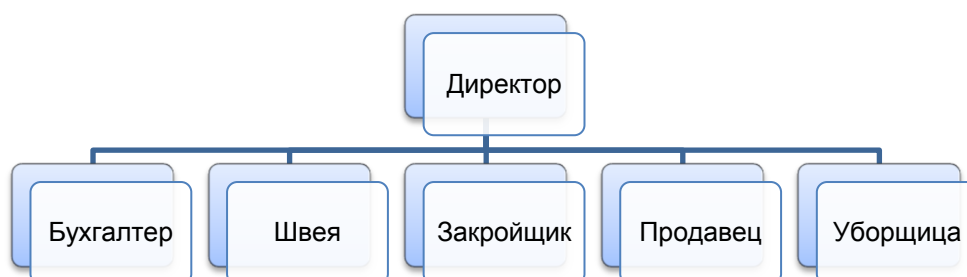 Директор
Бухгалтер
Швея
Закройщик
Продавец
Уборщица